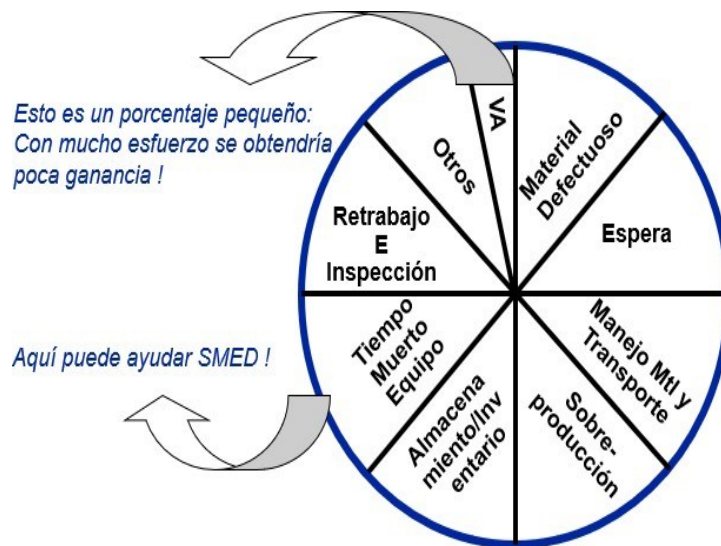 Esto es un porcentaje pequeño:
Con mucho esfuerzo se obtendría
poca ganancia !
VA
Otros
Material
Defectuoso
Retrabajo
E
Inspección
Espera
Aquí puede ayudar SMED !
Tiempo
Muerto
Equipo
Manejo Mtl y
Transporte
Almacena
miento/Inv
entario
Sobre-
producción